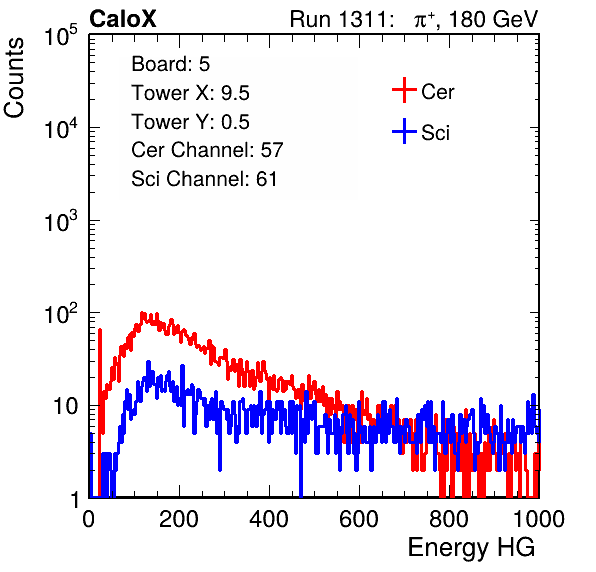 CaloX Run 1311: π⁺, 180 GeV
Counts
10⁵
10⁴
10³
10²
10
1
Board: 5
Tower X: 9.5
Tower Y: 0.5
Cer Channel: 57
Sci Channel: 61
Cer
Sci
0 200 400 600 800 1000
Energy HG